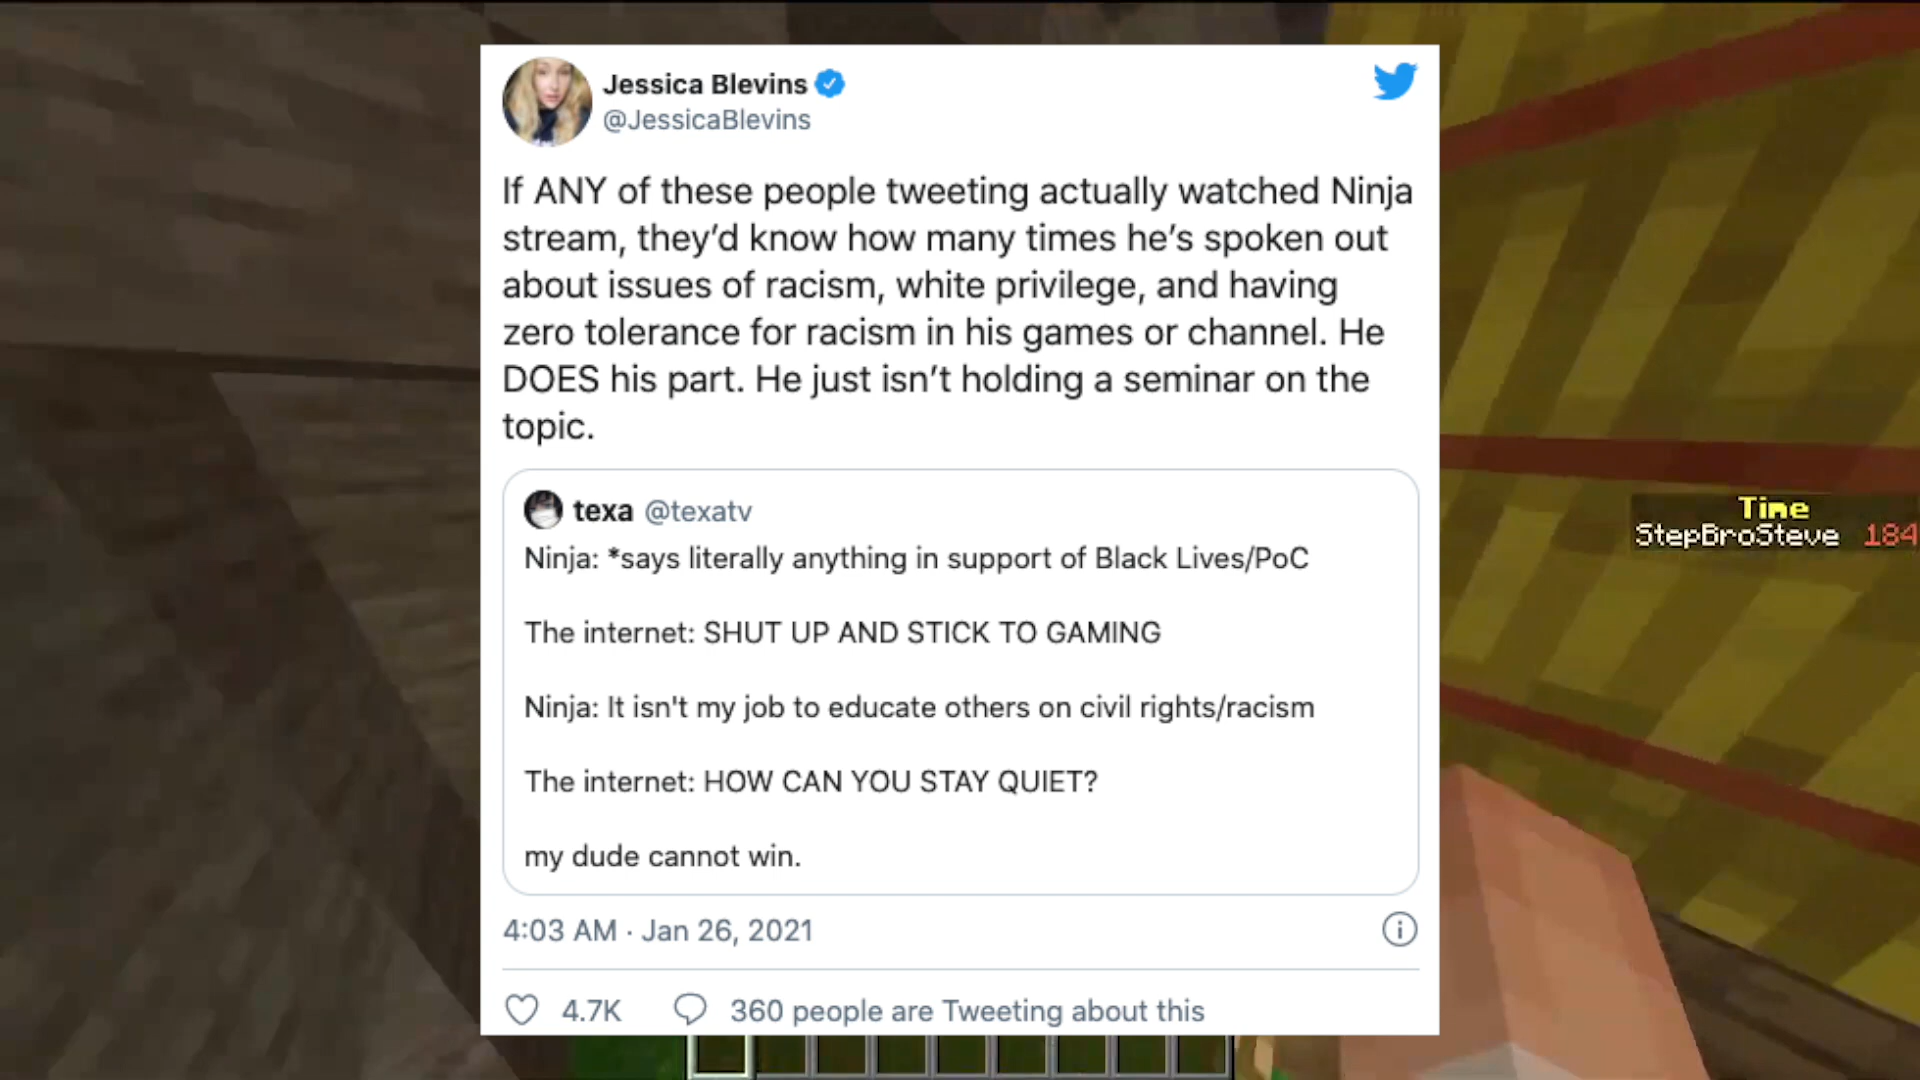 Jessica Blevins
@JessicaBlevins
If ANY of these people tweeting actually watched Ninja
stream, they’d know how many times he’s spoken out
about issues of racism, white privilege, and having
zero tolerance for racism in his games or channel. He
DOES his part. He just isn’t holding a seminar on the
topic.
texa @texatv
Ninja: *says literally anything in support of Black Lives/PoC
The internet: SHUT UP AND STICK TO GAMING
Ninja: It isn't my job to educate others on civil rights/racism
The internet: HOW CAN YOU STAY QUIET?
my dude cannot win.
4:03 AM · Jan 26, 2021
4.7K 360 people are Tweeting about this
Time
StepBroSteve 184